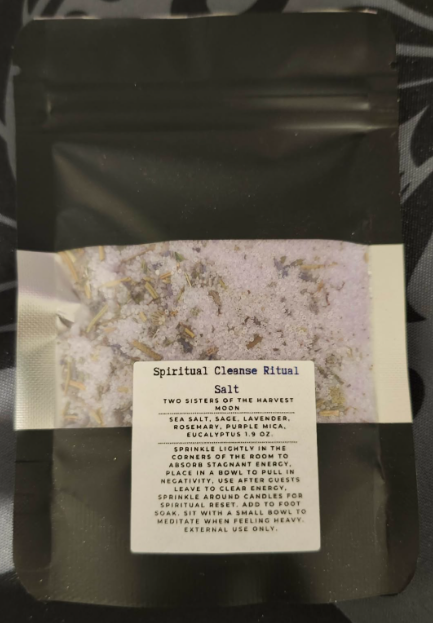 Spiritual Cleanse Ritual
Salt
TWO SISTERS OF THE HARVEST
MOON
SEA SALT, SAGE, LAVENDER,
ROSEMARY, PURPLE MICA,
EUCALYPTUS 1.9 OZ.
SPRINKLE LIGHTLY IN THE
CORNERS OF THE ROOM TO
ABSORB STAGNANT ENERGY,
PLACE IN A BOWL TO PULL IN
NEGATIVITY, USE AFTER GUESTS
LEAVE TO CLEAR ENERGY,
SPRINKLE AROUND CANDLES FOR
SPIRITUAL RESET. ADD TO FOOT
SOAK. SIT WITH A SMALL BOWL TO
MEDITATE WHEN FEELING HEAVY.
EXTERNAL USE ONLY.